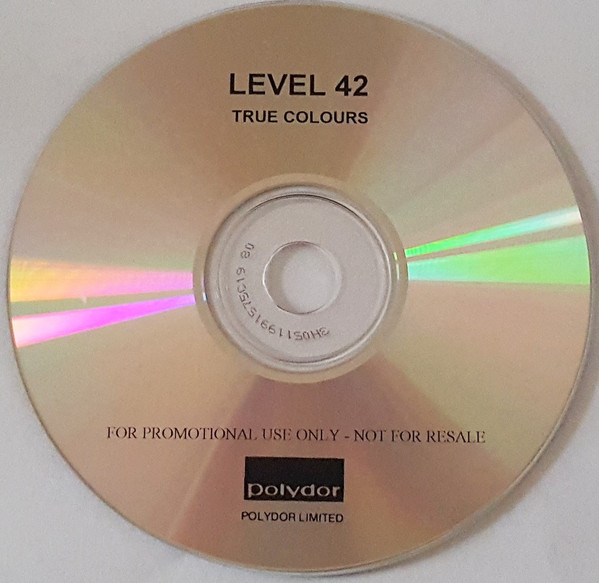 LEVEL 42
TRUE COLOURS
FOR PROMOTIONAL USE ONLY - NOT FOR RESALE
polydor
POLYDOR LIMITED